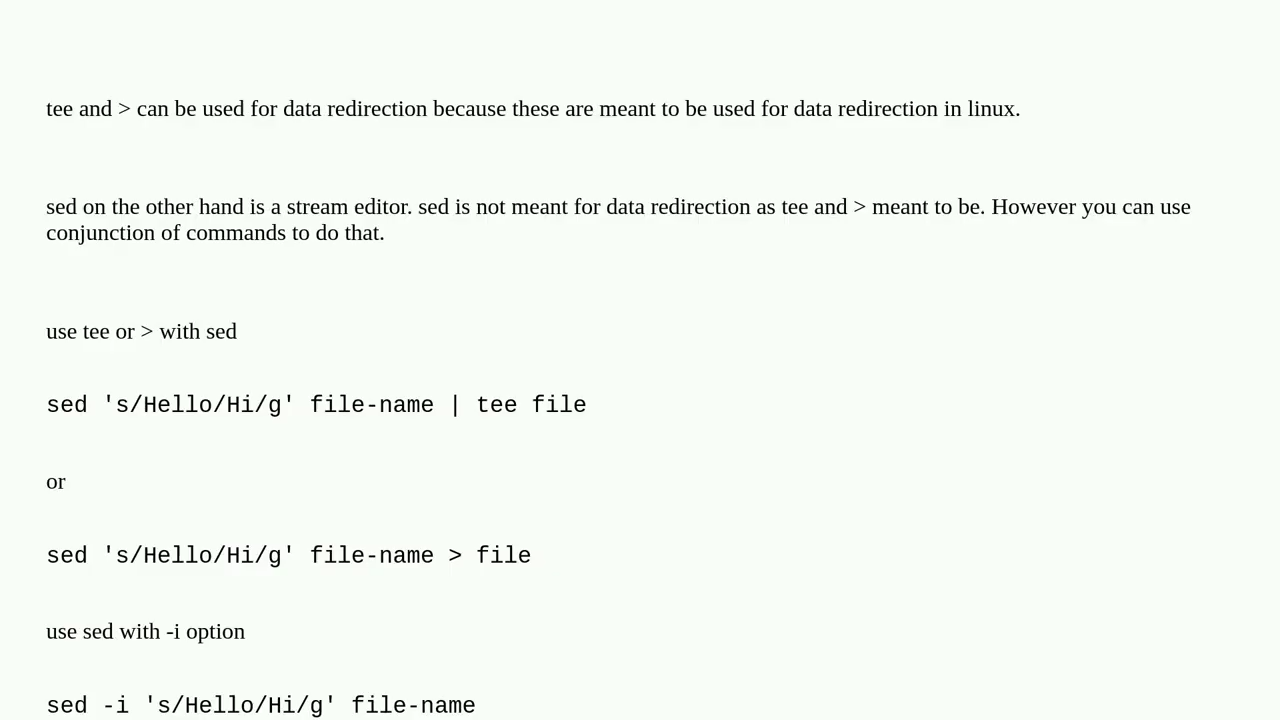 tee and > can be used for data redirection because these are meant to be used for data redirection in linux.
sed on the other hand is a stream editor. sed is not meant for data redirection as tee and > meant to be. However you can use
conjunction of commands to do that.
use tee or > with sed
sed 's/Hello/Hi/g' file-name | tee file
or
sed 's/Hello/Hi/g' file-name > file
use sed with -i option
sed -i 's/Hello/Hi/g' file-name